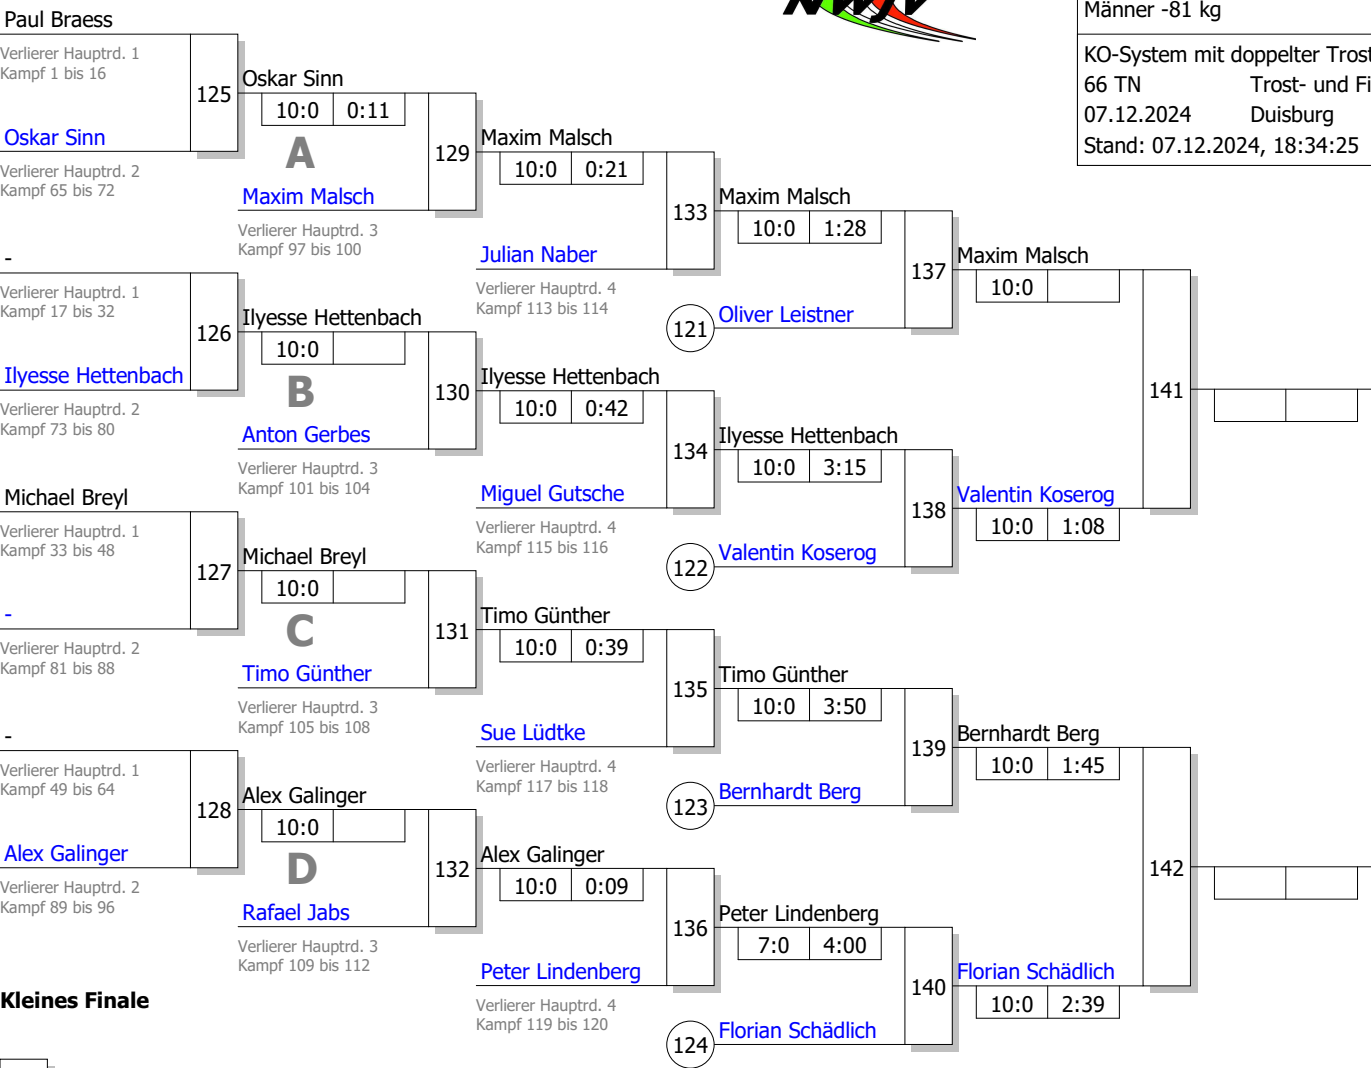 NWJV
Männer -81 kg
KO-System mit doppelter Trost
66 TN Trost- und Fi
07.12.2024 Duisburg
Stand: 07.12.2024, 18:34:25
Paul Braess
Verlierer Hauptrd. 1
Kampf 1 bis 16
125
Oskar Sinn
Verlierer Hauptrd. 2
Kampf 65 bis 72
-
Verlierer Hauptrd. 1
Kampf 17 bis 32
126
Ilyesse Hettenbach
Verlierer Hauptrd. 2
Kampf 73 bis 80
Michael Breyl
Verlierer Hauptrd. 1
Kampf 33 bis 48
127
-
Verlierer Hauptrd. 2
Kampf 81 bis 88
-
Verlierer Hauptrd. 1
Kampf 49 bis 64
128
Alex Galinger
Verlierer Hauptrd. 2
Kampf 89 bis 96
Oskar Sinn
10:0 0:11
A
129
Maxim Malsch
Verlierer Hauptrd. 3
Kampf 97 bis 100
Ilyesse Hettenbach
10:0
B
130
Anton Gerbes
Verlierer Hauptrd. 3
Kampf 101 bis 104
Michael Breyl
10:0
C
131
Timo Günther
Verlierer Hauptrd. 3
Kampf 105 bis 108
Alex Galinger
10:0
D
132
Rafael Jabs
Verlierer Hauptrd. 3
Kampf 109 bis 112
Maxim Malsch
10:0 0:21
133
Julian Naber
Verlierer Hauptrd. 4
Kampf 113 bis 114
Ilyesse Hettenbach
10:0 0:42
134
Miguel Gutsche
Verlierer Hauptrd. 4
Kampf 115 bis 116
Timo Günther
10:0 0:39
135
Sue Lüdtke
Verlierer Hauptrd. 4
Kampf 117 bis 118
Alex Galinger
10:0 0:09
136
Peter Lindenberg
Verlierer Hauptrd. 4
Kampf 119 bis 120
Maxim Malsch
10:0 1:28
137
121 Oliver Leistner
Ilyesse Hettenbach
10:0 3:15
138
122 Valentin Koserog
Timo Günther
10:0 3:50
139
123 Bernhardt Berg
Peter Lindenberg
7:0 4:00
140
124 Florian Schädlich
Maxim Malsch
10:0
141
Valentin Koserog
10:0 1:08
Bernhardt Berg
10:0 1:45
142
Florian Schädlich
10:0 2:39
Kleines Finale